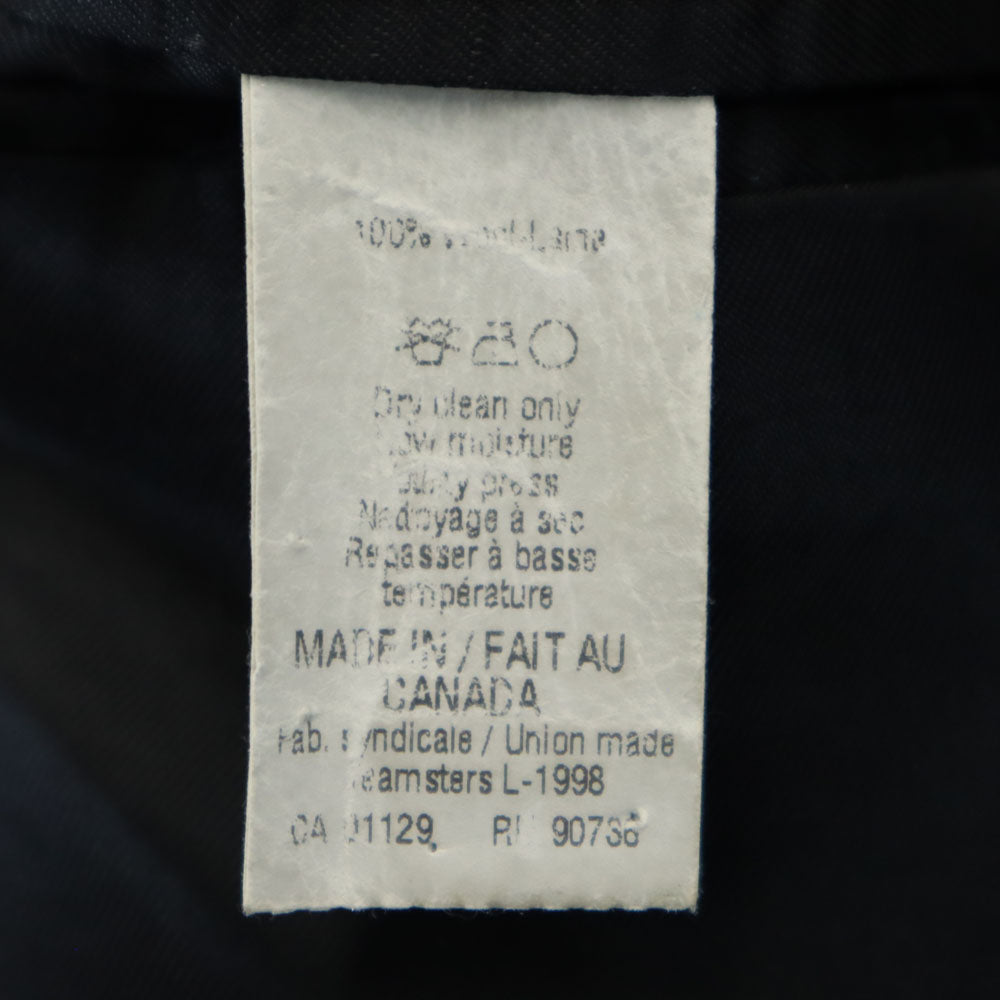 100% Wool-Laine
Dry clean only
Low moisture
press
Nettoyage à sec
Repasser à basse
température
MADE IN / FAIT AU
CANADA
Fab. syndicale / Union made
Teamsters L-1998
CA 01129, RN